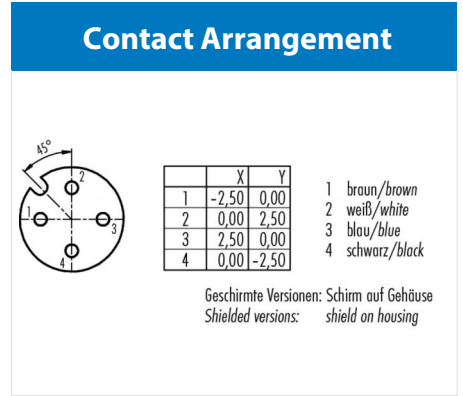 Contact Arrangement
45°
2
1
3
4
X Y
1 -2,50 0,00
2 0,00 2,50
3 2,50 0,00
4 0,00 -2,50
1 braun/brown
2 weiß/white
3 blau/blue
4 schwarz/black
Geschirmte Versionen: Schirm auf Gehäuse
Shielded versions: shield on housing